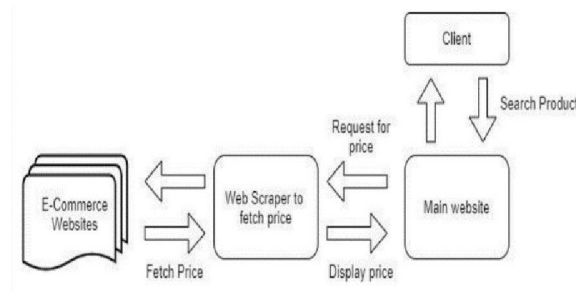 Client
Search Product
Request for
price
E-Commerce
Websites
Web Scraper to
fetch price
Main website
Fetch Price
Display price